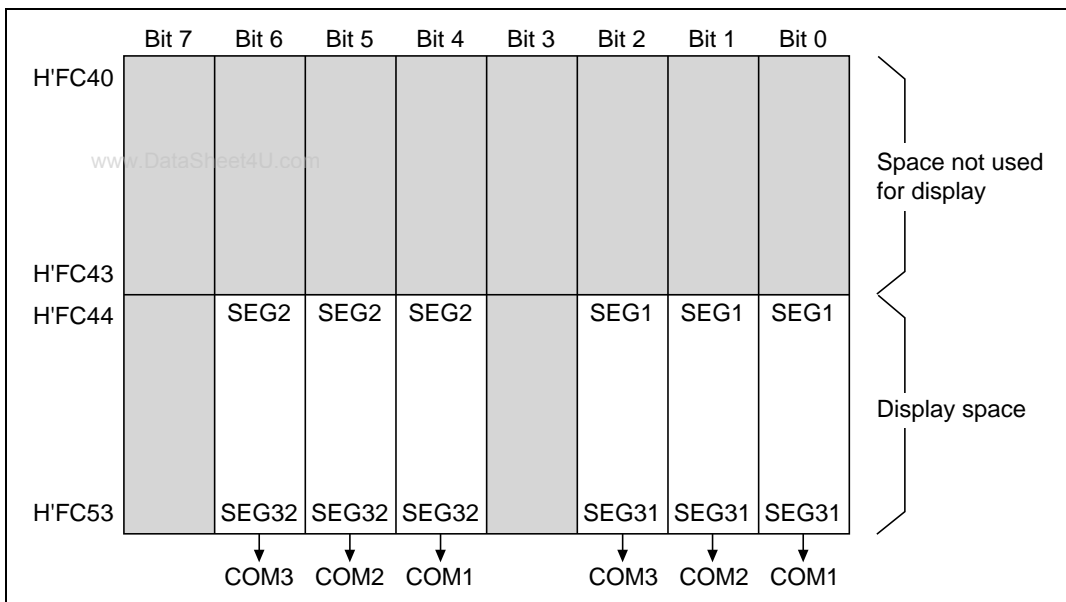 Bit 7 Bit 6 Bit 5 Bit 4 Bit 3 Bit 2 Bit 1 Bit 0
H'FC40
www.DataSheet4U.com
Space not used
for display
H'FC43
H'FC44 SEG2 SEG2 SEG2 SEG1 SEG1 SEG1
Display space
H'FC53 SEG32 SEG32 SEG32 SEG31 SEG31 SEG31
COM3 COM2 COM1 COM3 COM2 COM1